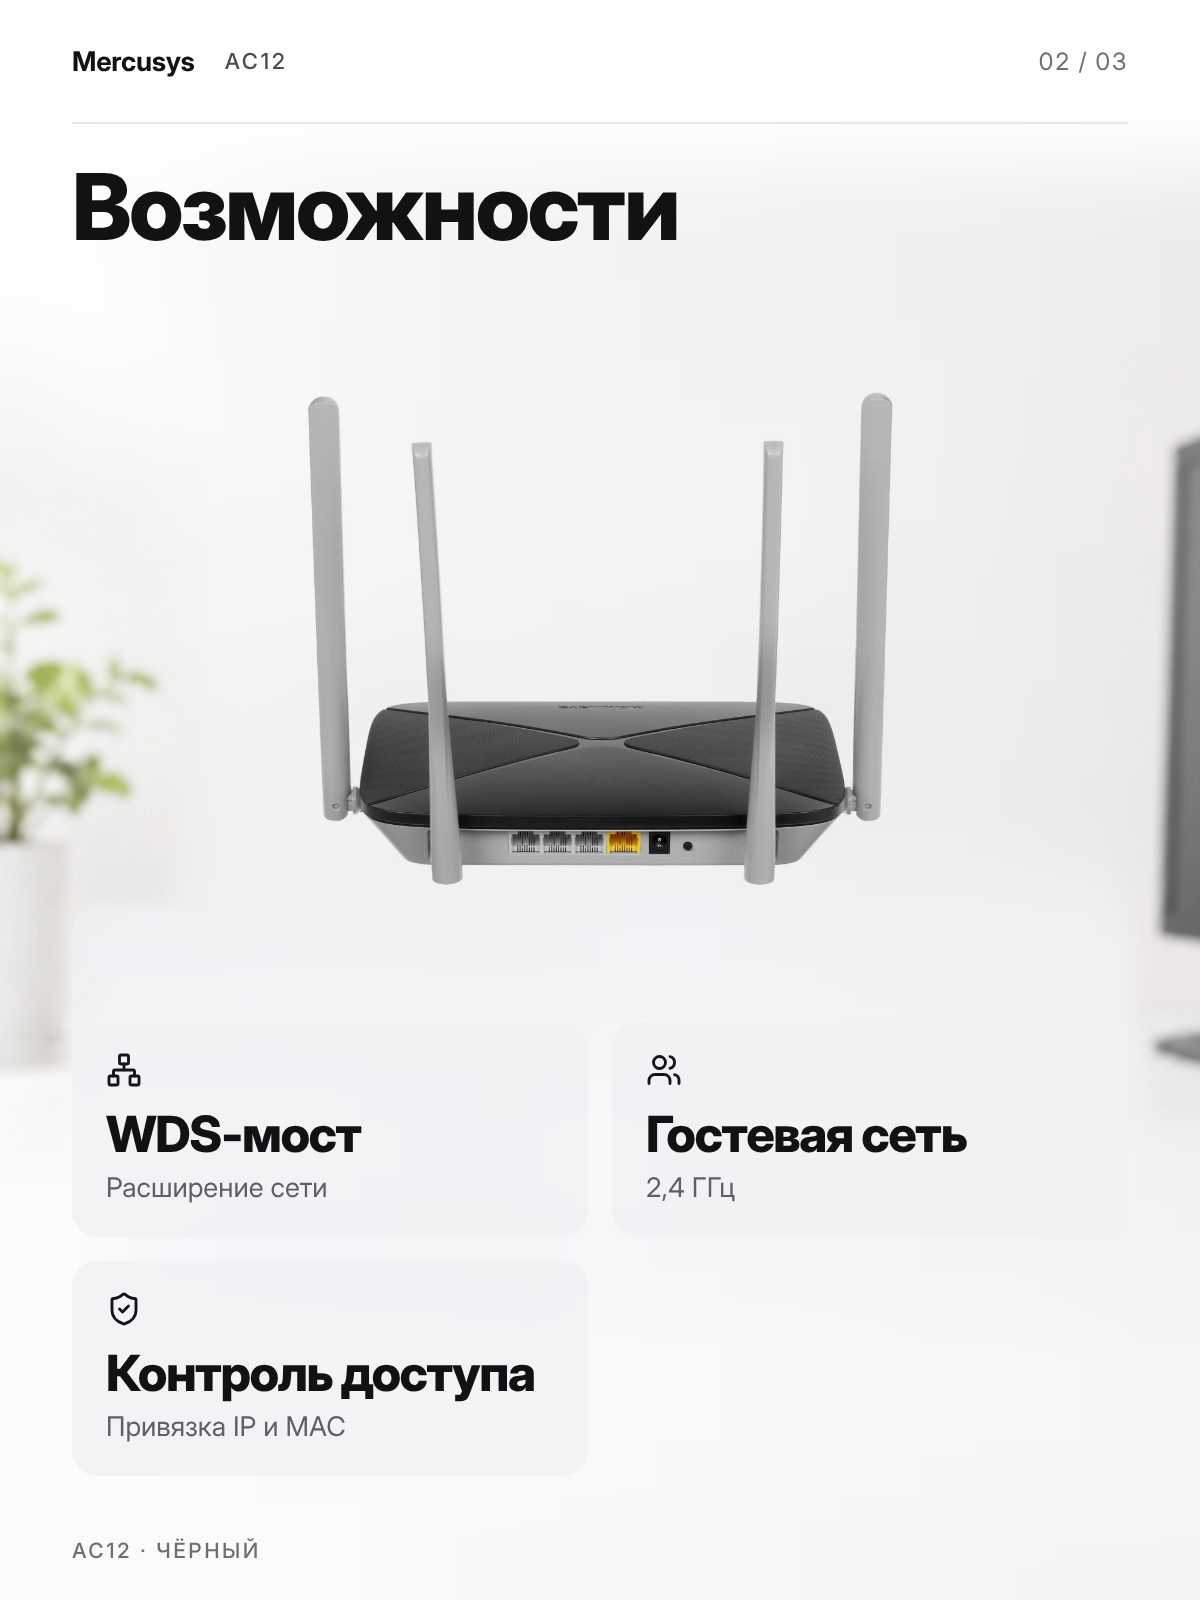 Mercusys AC12 02 / 03
Возможности
WDS-мост
Расширение сети
Гостевая сеть
2,4 ГГц
Контроль доступа
Привязка IP и MAC
AC12 · ЧЁРНЫЙ